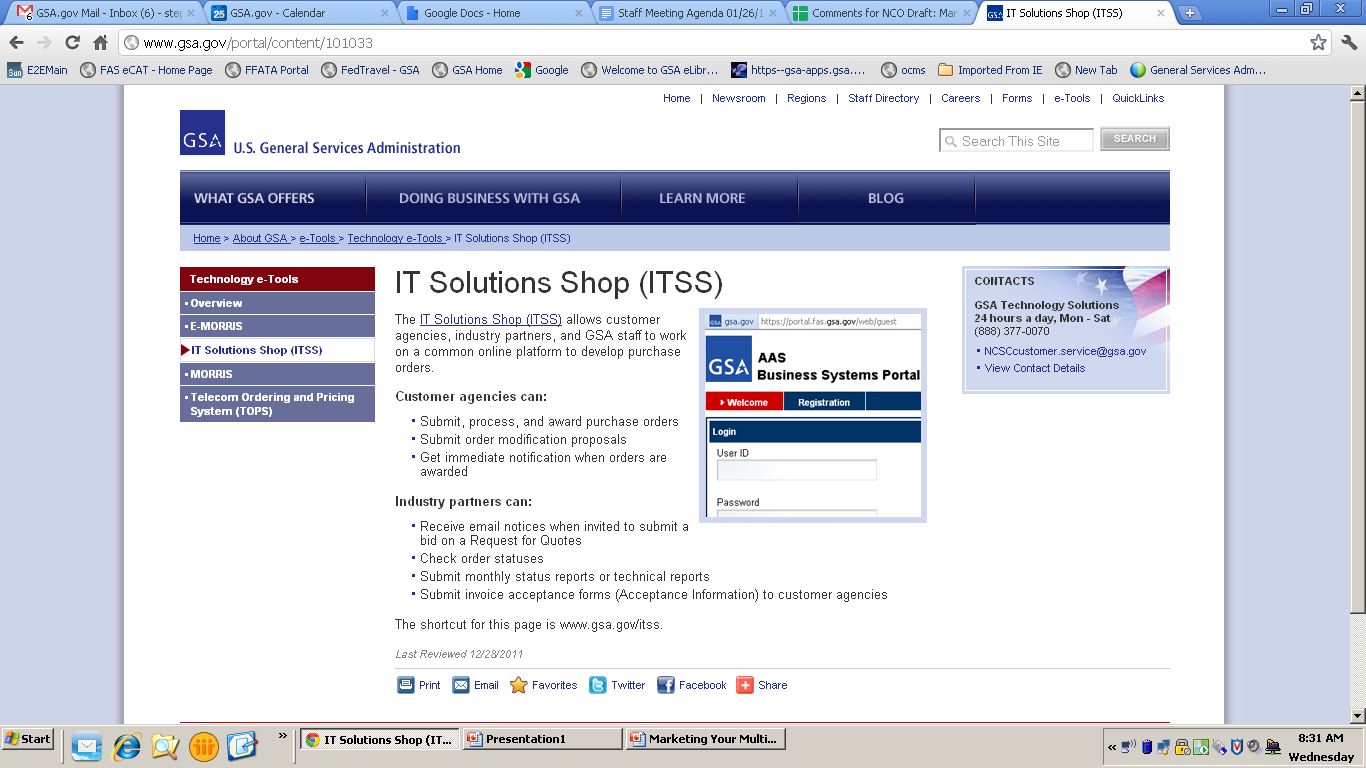 GSA.gov Mail - Inbox (6) - step
GSA.gov - Calendar
Google Docs - Home
Staff Meeting Agenda 01/26/1
Comments for NCO Draft: Mar
IT Solutions Shop (ITSS)
www.gsa.gov/portal/content/101033
E2EMain
FAS eCAT - Home Page
FFATA Portal
FedTravel - GSA
GSA Home
Google
Welcome to GSA eLibr...
https--gsa-apps.gsa....
ocms
Imported From IE
New Tab
General Services Adm...
Home | Newsroom | Regions | Staff Directory | Careers | Forms | e-Tools | QuickLinks
GSA
U.S. General Services Administration
Search This Site
SEARCH
WHAT GSA OFFERS
DOING BUSINESS WITH GSA
LEARN MORE
BLOG
Home > About GSA > e-Tools > Technology e-Tools > IT Solutions Shop (ITSS)
Technology e-Tools
Overview
E-MORRIS
IT Solutions Shop (ITSS)
MORRIS
Telecom Ordering and Pricing
System (TOPS)
IT Solutions Shop (ITSS)
The IT Solutions Shop (ITSS) allows customer
agencies, industry partners, and GSA staff to work
on a common online platform to develop purchase
orders.
Customer agencies can:
Submit, process, and award purchase orders
Submit order modification proposals
Get immediate notification when orders are
awarded
Industry partners can:
Receive email notices when invited to submit a
bid on a Request for Quotes
Check order statuses
Submit monthly status reports or technical reports
Submit invoice acceptance forms (Acceptance Information) to customer agencies
The shortcut for this page is www.gsa.gov/itss.
Last Reviewed 12/28/2011
Print
Email
Favorites
Twitter
Facebook
Share
gsa.gov
https://portal.fas.gsa.gov/web/guest
GSA
AAS
Business Systems Portal
Welcome
Registration
Login
User ID
Password
CONTACTS
GSA Technology Solutions
24 hours a day, Mon - Sat
(888) 377-0070
NCSCcustomer.service@gsa.gov
View Contact Details
Start
IT Solutions Shop (IT...
Presentation1
Marketing Your Multi...
8:31 AM
Wednesday